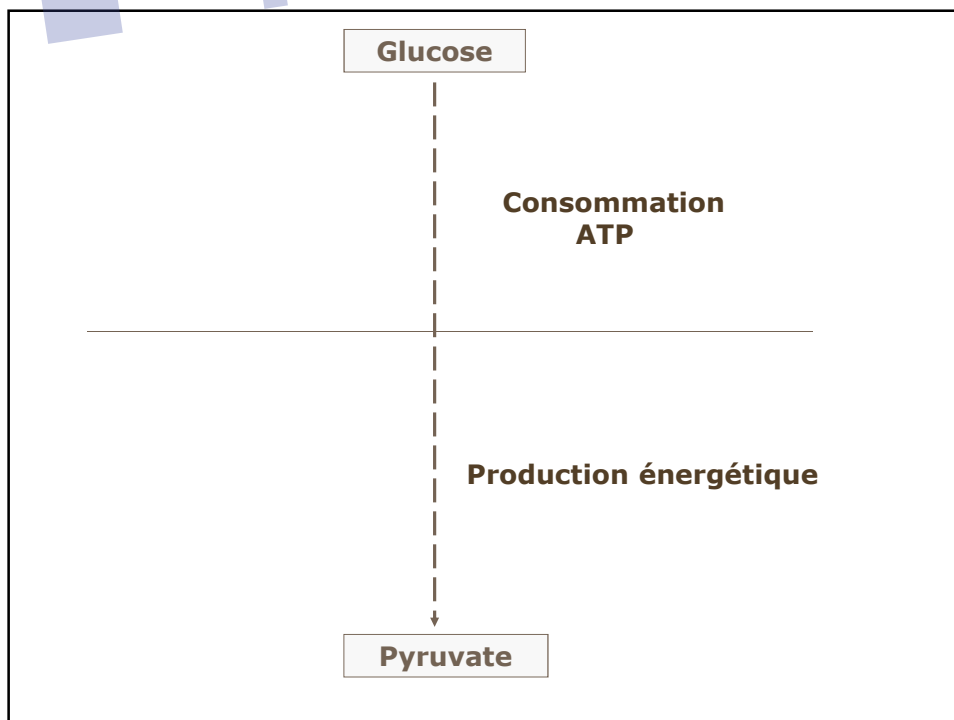 Glucose
Consommation
ATP
Production énergétique
Pyruvate